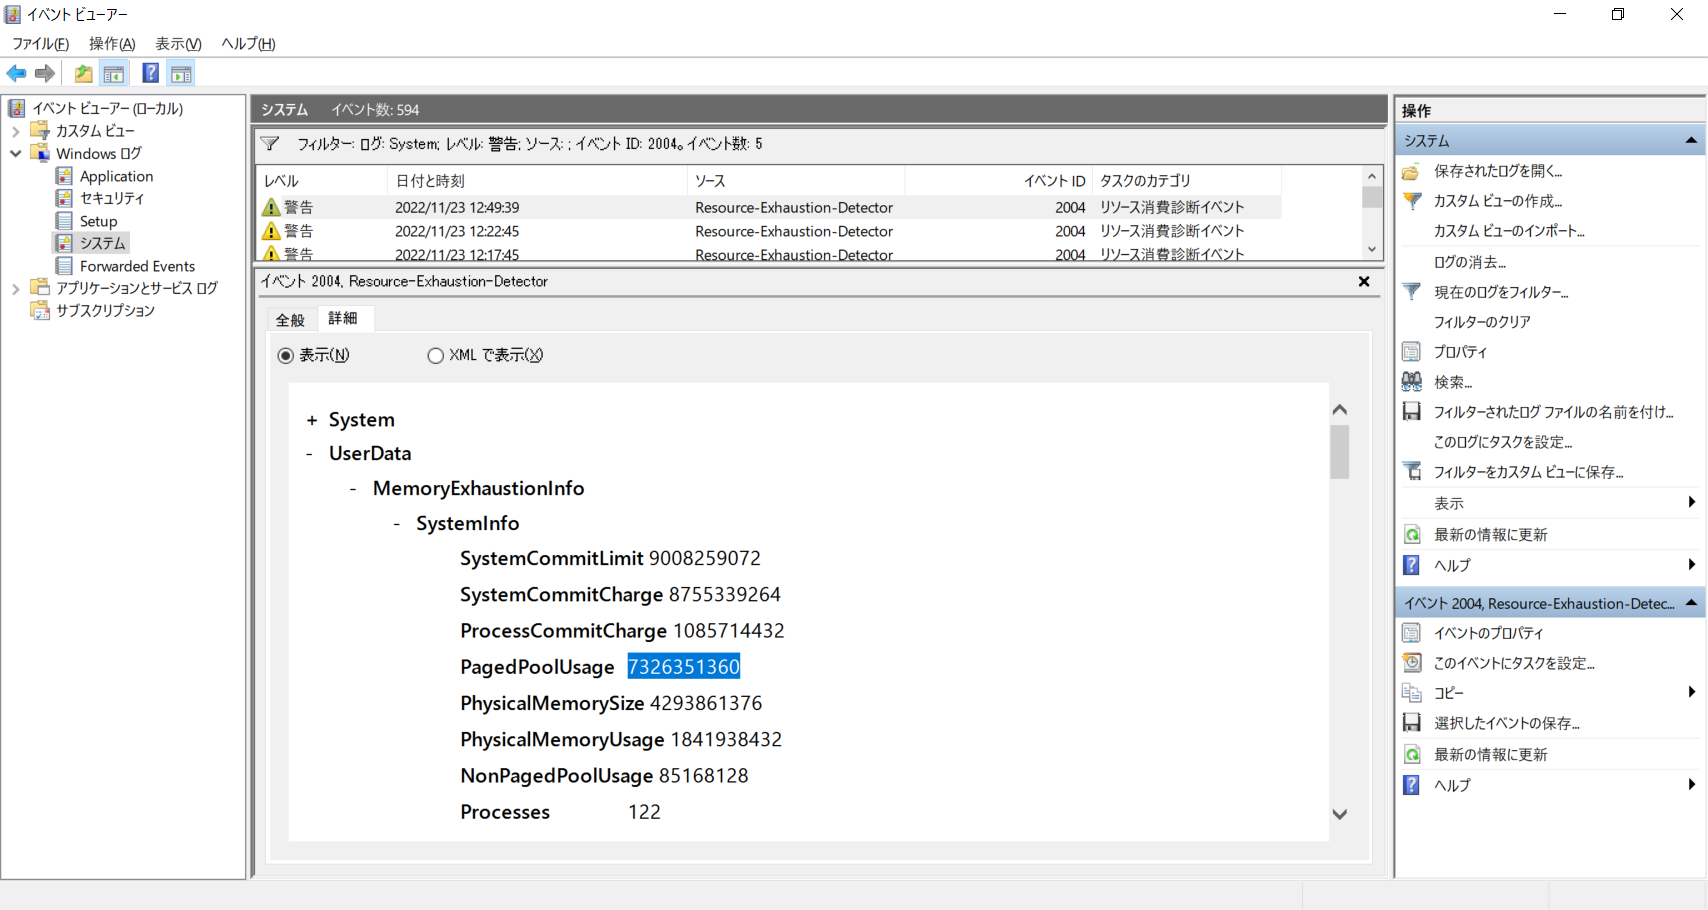 イベント ビューアー
ファイル(F) 操作(A) 表示(V) ヘルプ(H)
イベント ビューアー (ローカル)
カスタム ビュー
Windows ログ
Application
セキュリティ
Setup
システム
Forwarded Events
アプリケーションとサービス ログ
サブスクリプション
システム イベント数: 594
フィルター: ログ: System; レベル: 警告; ソース: ; イベント ID: 2004。イベント数: 5
レベル 日付と時刻 ソース イベント ID タスクのカテゴリ
警告 2022/11/23 12:49:39 Resource-Exhaustion-Detector 2004 リソース消費診断イベント
警告 2022/11/23 12:22:45 Resource-Exhaustion-Detector 2004 リソース消費診断イベント
警告 2022/11/23 12:17:45 Resource-Exhaustion-Detector 2004 リソース消費診断イベント
イベント 2004, Resource-Exhaustion-Detector
全般 詳細
表示(N) XML で表示(X)
+ System
- UserData
- MemoryExhaustionInfo
- SystemInfo
SystemCommitLimit 9008259072
SystemCommitCharge 8755339264
ProcessCommitCharge 1085714432
PagedPoolUsage 7326351360
PhysicalMemorySize 4293861376
PhysicalMemoryUsage 1841938432
NonPagedPoolUsage 85168128
Processes 122
操作
システム
保存されたログを開く...
カスタム ビューの作成...
カスタム ビューのインポート...
ログの消去...
現在のログをフィルター...
フィルターのクリア
プロパティ
検索...
フィルターされたログ ファイルの名前を付け...
このログにタスクを設定...
フィルターをカスタム ビューに保存...
表示
最新の情報に更新
ヘルプ
イベント 2004, Resource-Exhaustion-Detec...
イベントのプロパティ
このイベントにタスクを設定...
コピー
選択したイベントの保存...
最新の情報に更新
ヘルプ